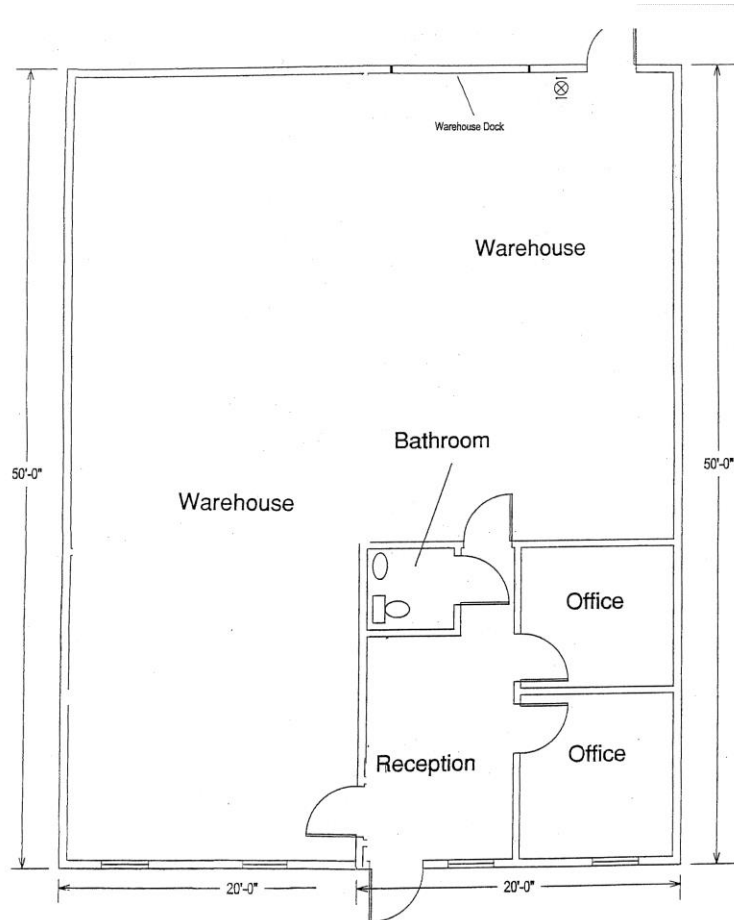 Warehouse Dock
Warehouse
Bathroom
50'-0"
50'-0"
Warehouse
Office
Reception
Office
20'-0"
20'-0"